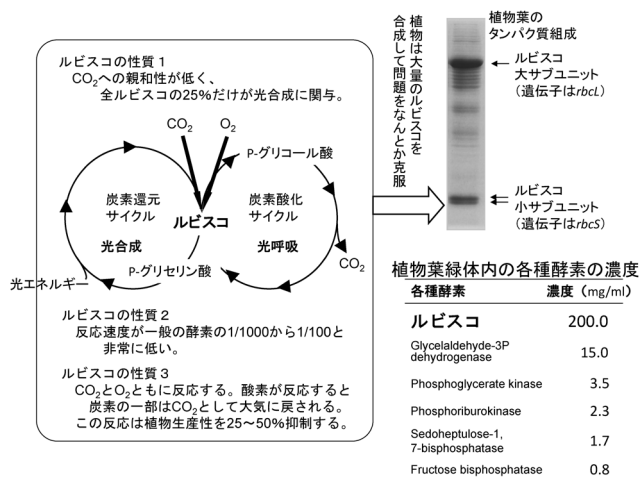 ルビスコの性質1
CO2への親和性が低く、
全ルビスコの25%だけが光合成に関与。
CO2
O2
P-グリコール酸
炭素還元
サイクル
ルビスコ
炭素酸化
サイクル
光合成
光呼吸
光エネルギー
P-グリセリン酸
CO2
ルビスコの性質2
反応速度が一般の酵素の1/1000から1/100と
非常に低い。
ルビスコの性質3
CO2とO2ともに反応する。酸素が反応すると
炭素の一部はCO2として大気に戻される。
この反応は植物生産性を25〜50%抑制する。
植物は大量のルビスコを
合成して問題をなんとか克服
植物葉の
タンパク質組成
ルビスコ
大サブユニット
(遺伝子はrbcL)
ルビスコ
小サブユニット
(遺伝子はrbcS)
植物葉緑体内の各種酵素の濃度
各種酵素 濃度(mg/ml)
ルビスコ 200.0
Glycelaldehyde-3P
dehydrogenase 15.0
Phosphoglycerate kinase 3.5
Phosphoriburokinase 2.3
Sedoheptulose-1,
7-bisphosphatase 1.7
Fructose bisphosphatase 0.8